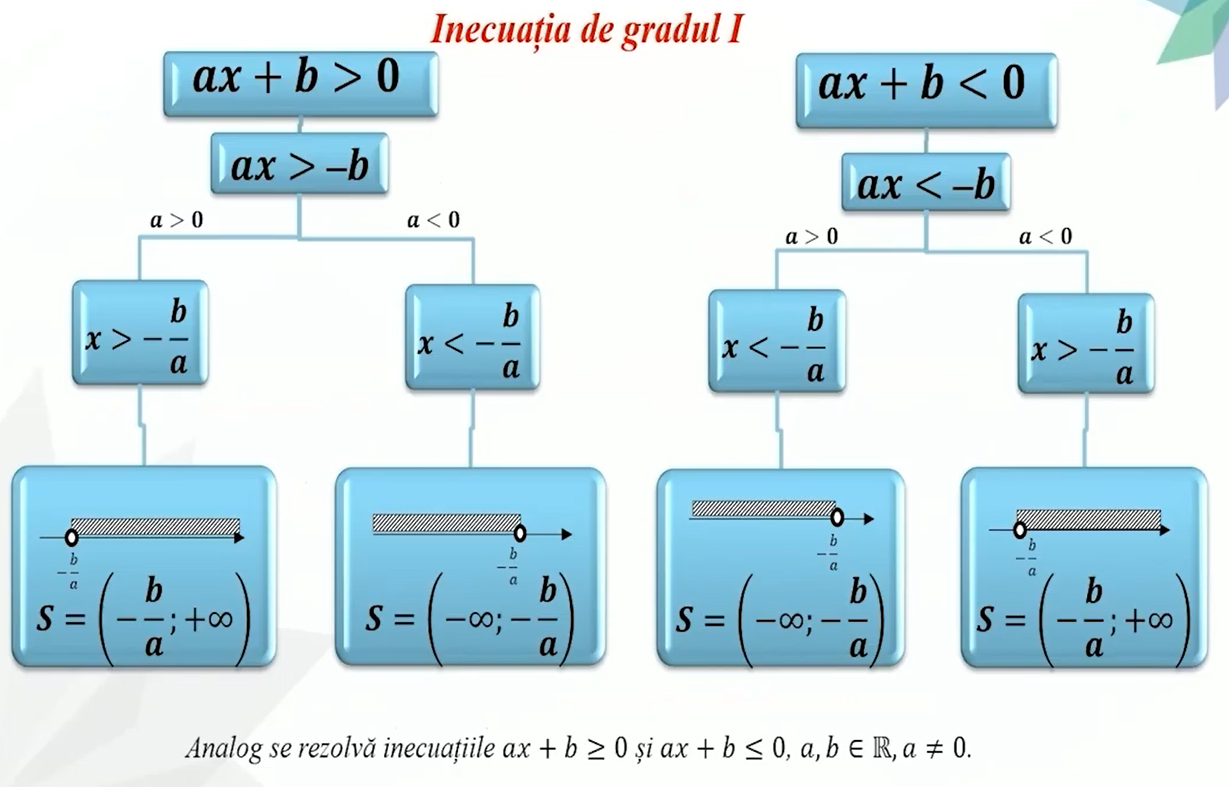 Inecuația de gradul I
ax + b > 0
ax > –b
a > 0
a < 0
x > −b/a
x < −b/a
−b/a
S = (−b/a; +∞)
−b/a
S = (−∞; −b/a)
ax + b < 0
ax < –b
a > 0
a < 0
x < −b/a
x > −b/a
−b/a
S = (−∞; −b/a)
−b/a
S = (−b/a; +∞)
Analog se rezolvă inecuațiile ax + b ≥ 0 și ax + b ≤ 0, a, b ∈ ℝ, a ≠ 0.